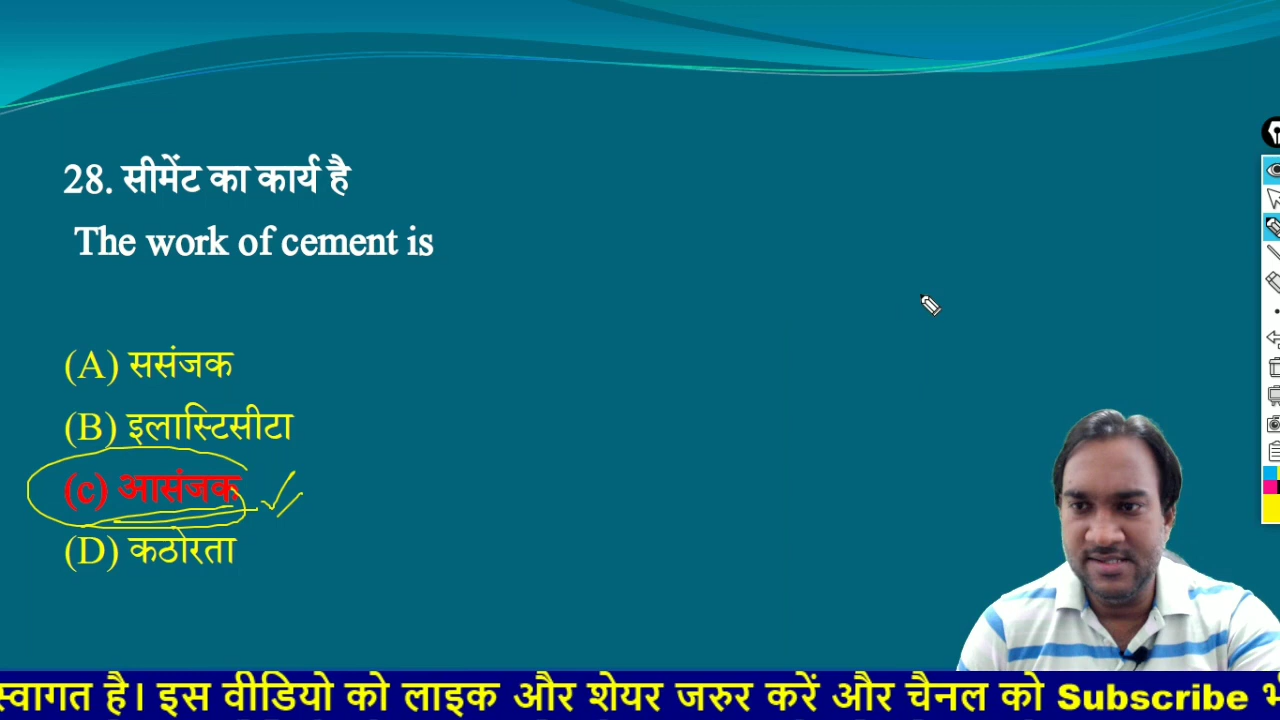 28. सीमेंट का कार्य है
The work of cement is
(A) ससंजक
(B) इलास्टिसीटा
(c) आसंजक
(D) कठोरता
स्वागत है। इस वीडियो को लाइक और शेयर जरुर करें और चैनल को Subscribe भी